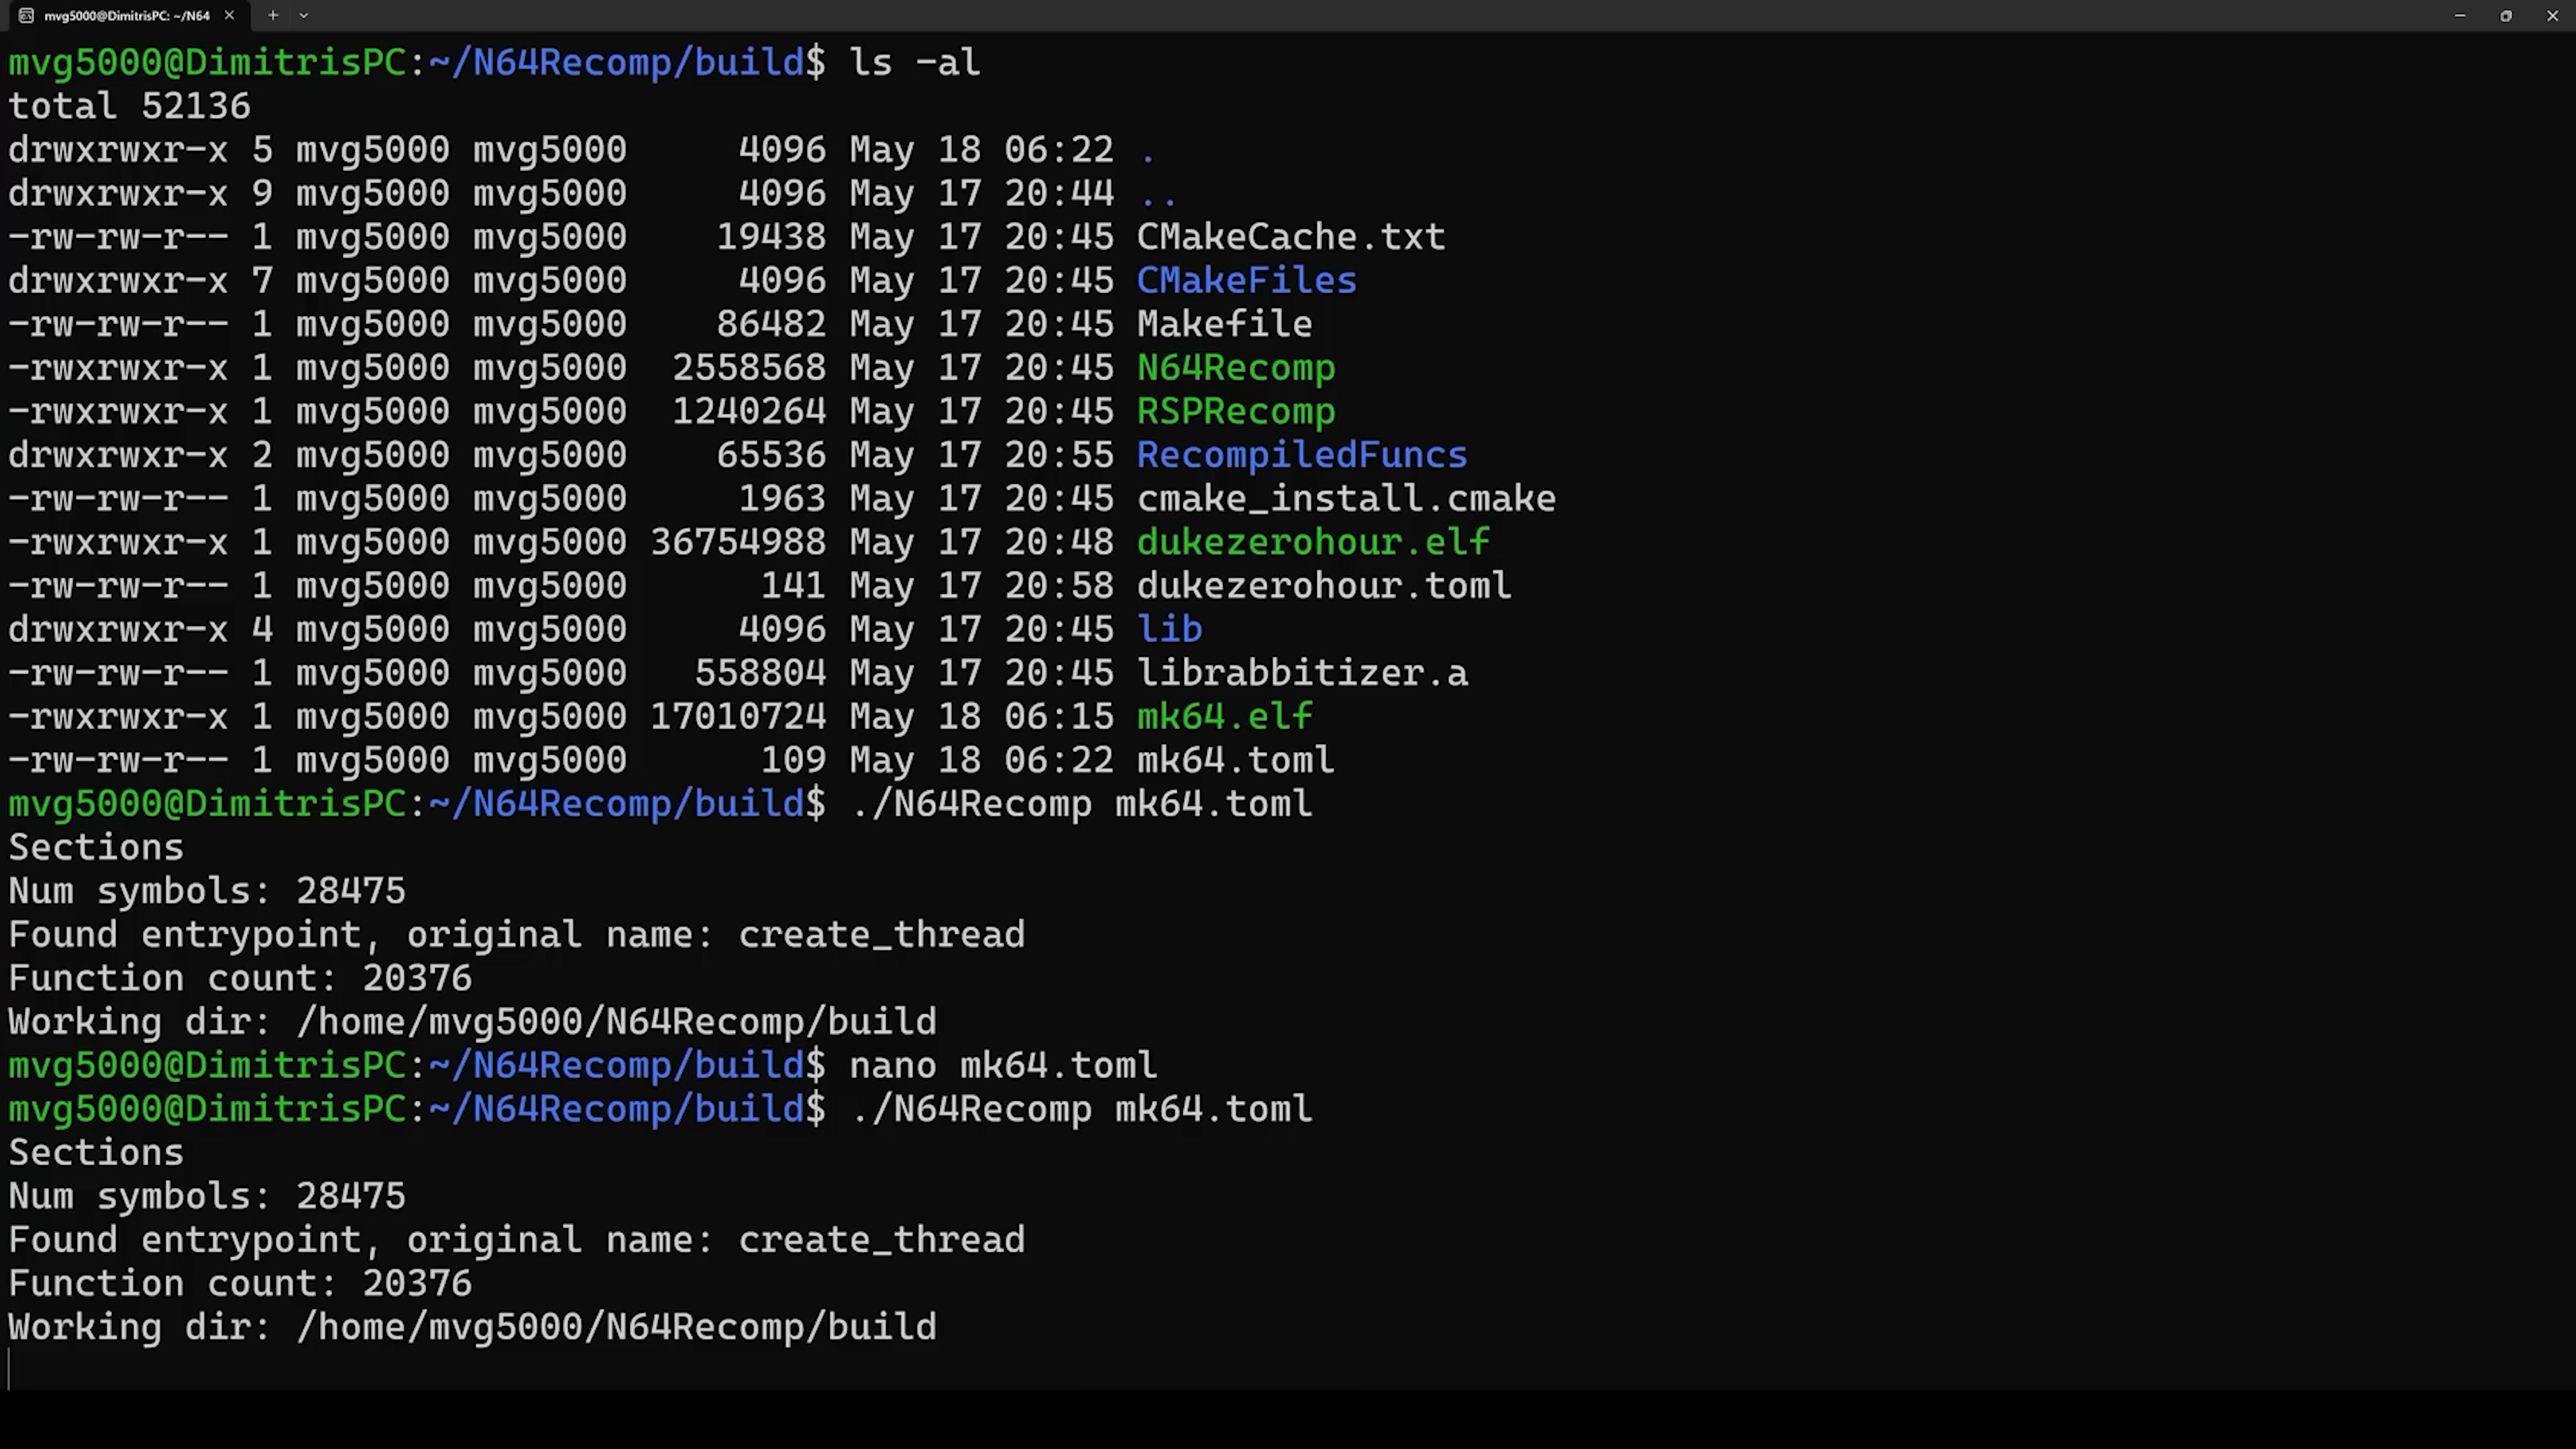 mvg5000@DimitrisPC: ~/N64
mvg5000@DimitrisPC:~/N64Recomp/build$ ls -al
total 52136
drwxrwxr-x 5 mvg5000 mvg5000     4096 May 18 06:22 .
drwxrwxr-x 9 mvg5000 mvg5000     4096 May 17 20:44 ..
-rw-rw-r-- 1 mvg5000 mvg5000    19438 May 17 20:45 CMakeCache.txt
drwxrwxr-x 7 mvg5000 mvg5000     4096 May 17 20:45 CMakeFiles
-rw-rw-r-- 1 mvg5000 mvg5000    86482 May 17 20:45 Makefile
-rwxrwxr-x 1 mvg5000 mvg5000  2558568 May 17 20:45 N64Recomp
-rwxrwxr-x 1 mvg5000 mvg5000  1240264 May 17 20:45 RSPRecomp
drwxrwxr-x 2 mvg5000 mvg5000    65536 May 17 20:55 RecompiledFuncs
-rw-rw-r-- 1 mvg5000 mvg5000     1963 May 17 20:45 cmake_install.cmake
-rwxrwxr-x 1 mvg5000 mvg5000 36754988 May 17 20:48 dukezerohour.elf
-rw-rw-r-- 1 mvg5000 mvg5000      141 May 17 20:58 dukezerohour.toml
drwxrwxr-x 4 mvg5000 mvg5000     4096 May 17 20:45 lib
-rw-rw-r-- 1 mvg5000 mvg5000   558804 May 17 20:45 librabbitizer.a
-rwxrwxr-x 1 mvg5000 mvg5000 17010724 May 18 06:15 mk64.elf
-rw-rw-r-- 1 mvg5000 mvg5000      109 May 18 06:22 mk64.toml
mvg5000@DimitrisPC:~/N64Recomp/build$ ./N64Recomp mk64.toml
Sections
Num symbols: 28475
Found entrypoint, original name: create_thread
Function count: 20376
Working dir: /home/mvg5000/N64Recomp/build
mvg5000@DimitrisPC:~/N64Recomp/build$ nano mk64.toml
mvg5000@DimitrisPC:~/N64Recomp/build$ ./N64Recomp mk64.toml
Sections
Num symbols: 28475
Found entrypoint, original name: create_thread
Function count: 20376
Working dir: /home/mvg5000/N64Recomp/build